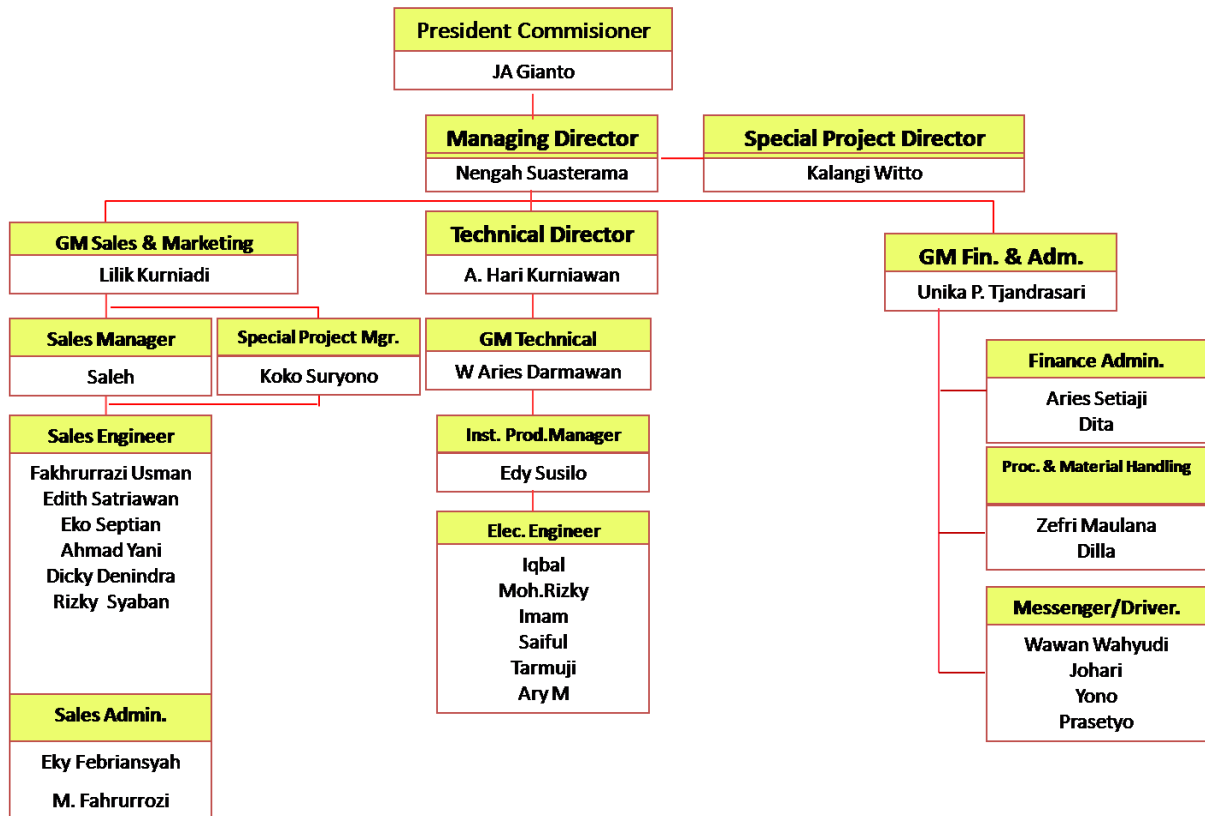 President Commisioner
JA Gianto
Managing Director
Nengah Suasterama
Special Project Director
Kalangi Witto
GM Sales & Marketing
Lilik Kurniadi
Technical Director
A. Hari Kurniawan
GM Fin. & Adm.
Unika P. Tjandrasari
Sales Manager
Saleh
Special Project Mgr.
Koko Suryono
GM Technical
W Aries Darmawan
Finance Admin.
Aries Setiaji
Dita
Sales Engineer
Fakhrurrazi Usman
Edith Satriawan
Eko Septian
Ahmad Yani
Dicky Denindra
Rizky Syaban
Inst. Prod.Manager
Edy Susilo
Proc. & Material Handling
Zefri Maulana
Dilla
Elec. Engineer
Iqbal
Moh.Rizky
Imam
Saiful
Tarmuji
Ary M
Messenger/Driver.
Wawan Wahyudi
Johari
Yono
Prasetyo
Sales Admin.
Eky Febriansyah
M. Fahrurrozi